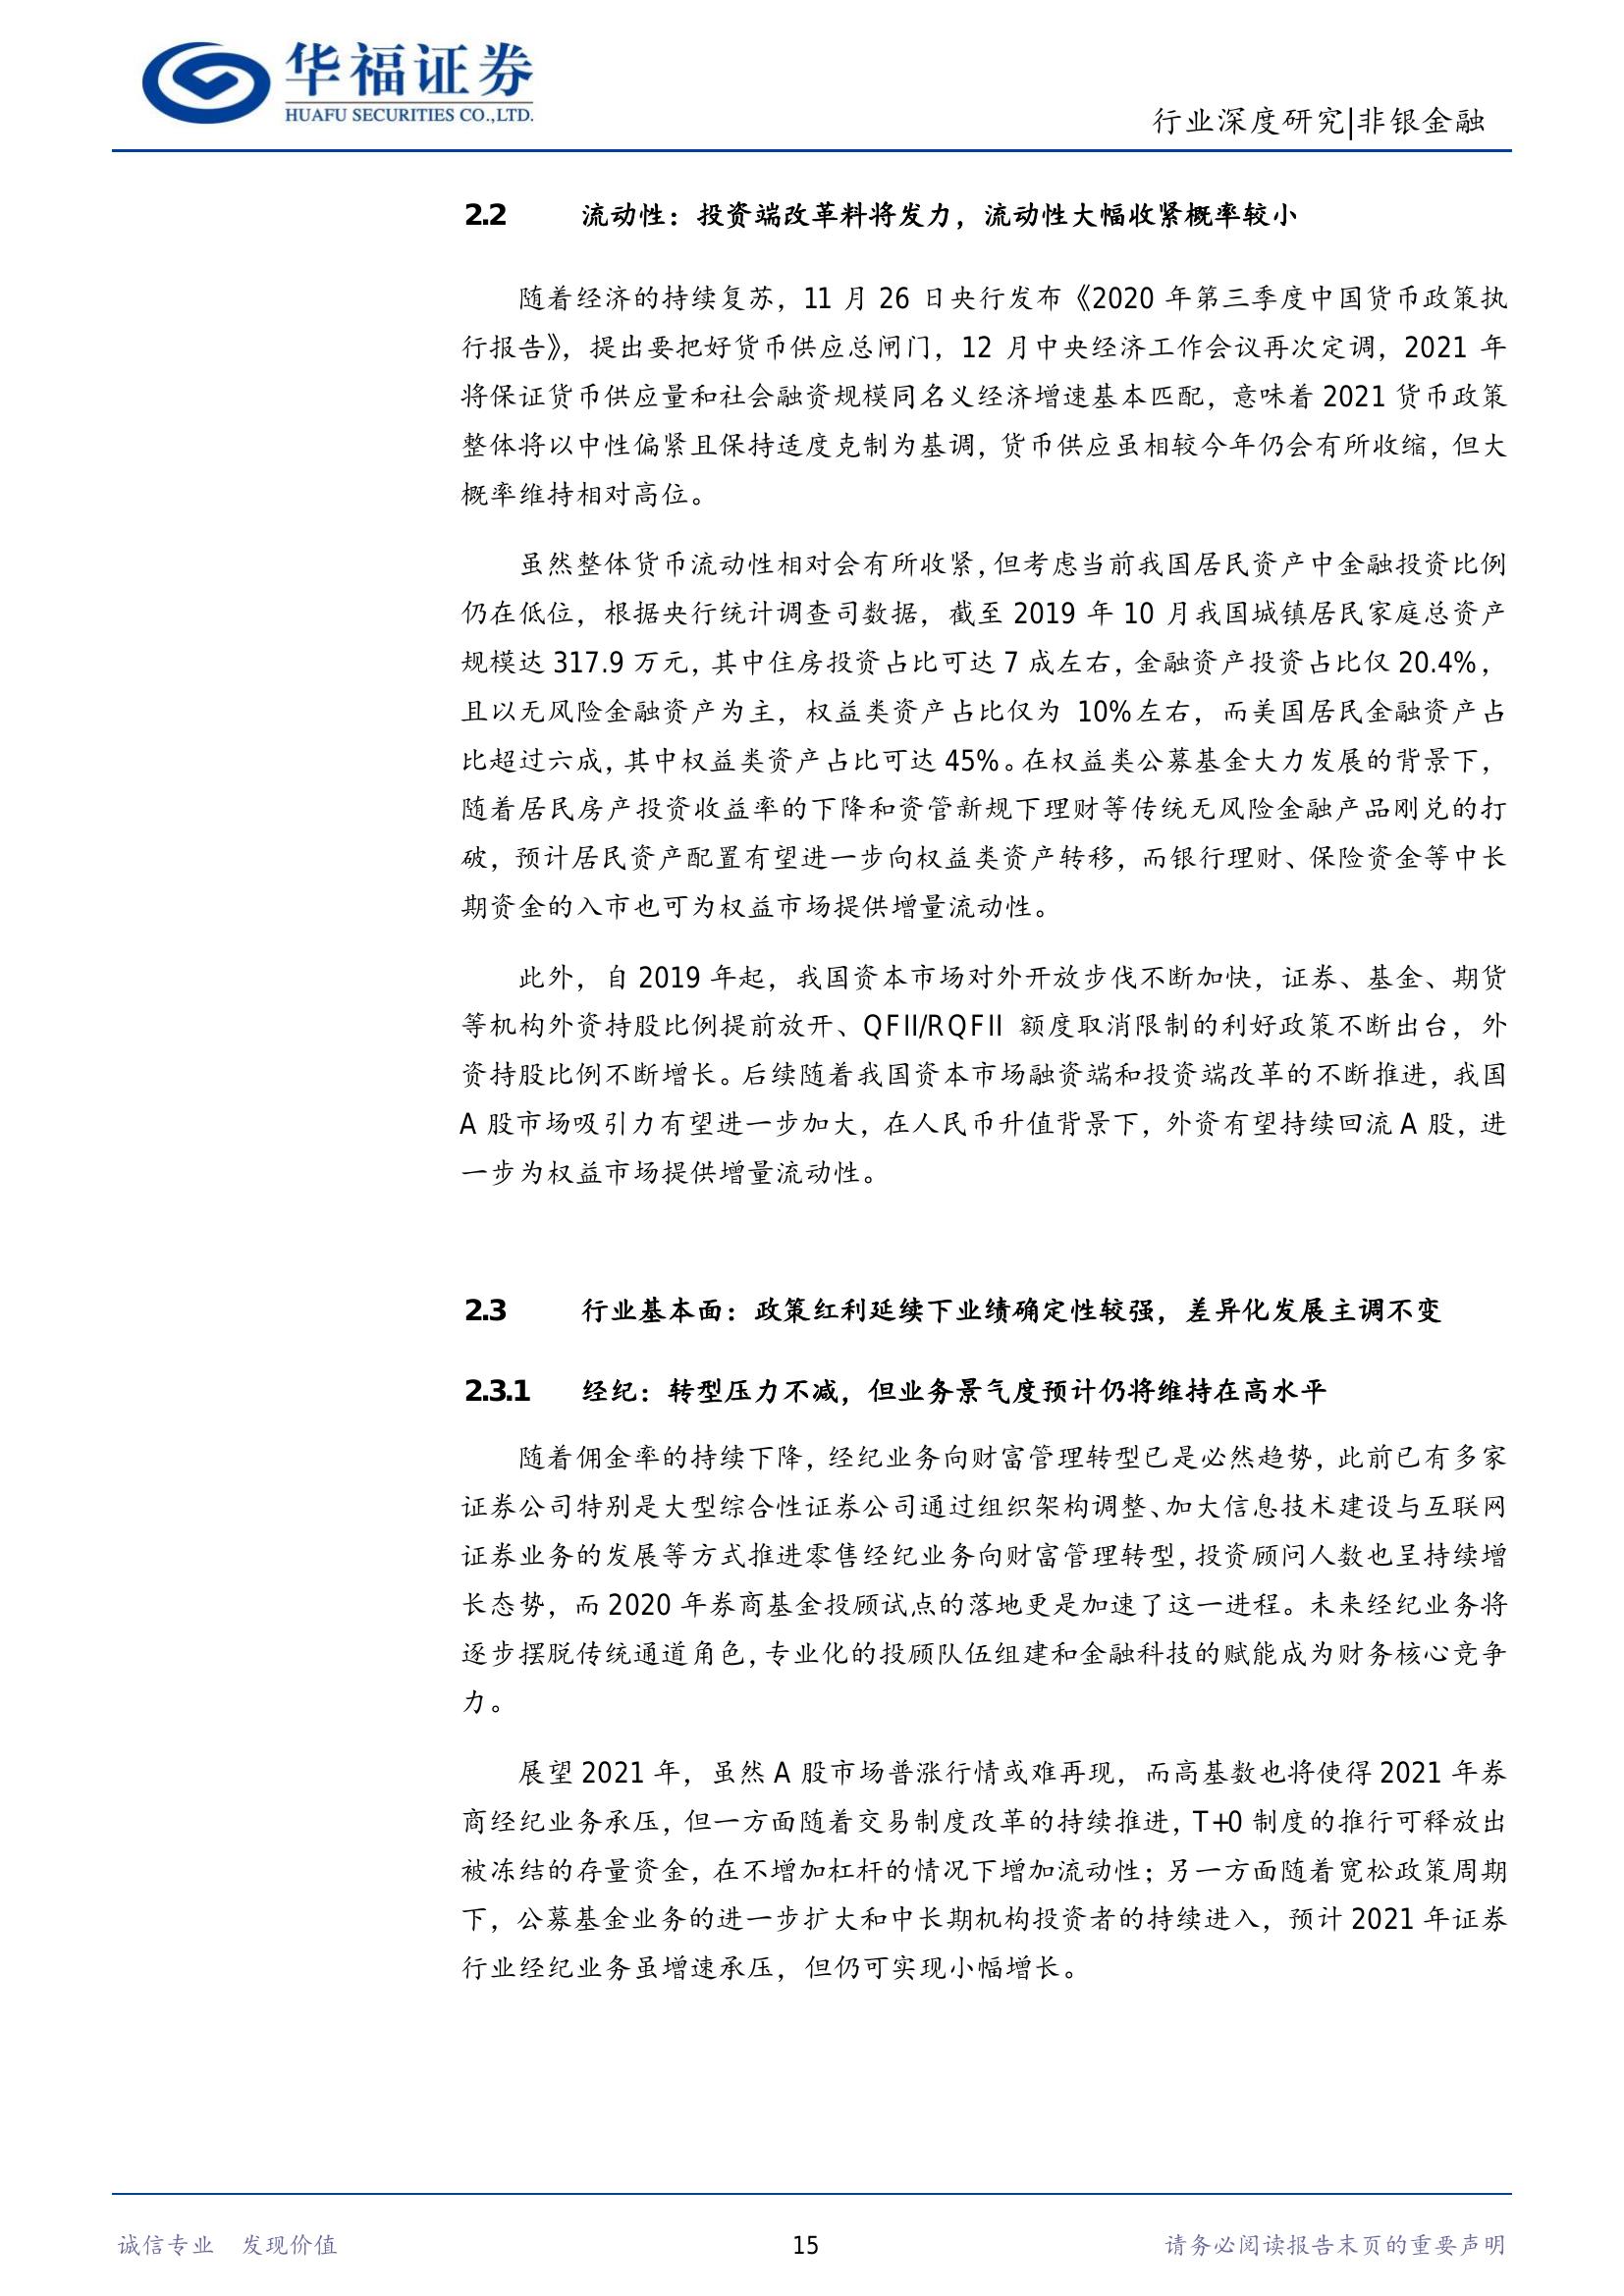 华福证券
HUAFU SECURITIES CO.,LTD.
行业深度研究|非银金融
2.2 流动性：投资端改革料将发力，流动性大幅收紧概率较小
随着经济的持续复苏，11 月 26 日央行发布《2020 年第三季度中国货币政策执
行报告》，提出要把好货币供应总闸门，12 月中央经济工作会议再次定调，2021 年
将保证货币供应量和社会融资规模同名义经济增速基本匹配，意味着 2021 货币政策
整体将以中性偏紧且保持适度克制为基调，货币供应虽相较今年仍会有所收缩，但大
概率维持相对高位。
虽然整体货币流动性相对会有所收紧，但考虑当前我国居民资产中金融投资比例
仍在低位，根据央行统计调查司数据，截至 2019 年 10 月我国城镇居民家庭总资产
规模达 317.9 万元，其中住房投资占比可达 7 成左右，金融资产投资占比仅 20.4%，
且以无风险金融资产为主，权益类资产占比仅为 10%左右，而美国居民金融资产占
比超过六成，其中权益类资产占比可达 45%。在权益类公募基金大力发展的背景下，
随着居民房产投资收益率的下降和资管新规下理财等传统无风险金融产品刚兑的打
破，预计居民资产配置有望进一步向权益类资产转移，而银行理财、保险资金等中长
期资金的入市也可为权益市场提供增量流动性。
此外，自 2019 年起，我国资本市场对外开放步伐不断加快，证券、基金、期货
等机构外资持股比例提前放开、QFII/RQFII 额度取消限制的利好政策不断出台，外
资持股比例不断增长。后续随着我国资本市场融资端和投资端改革的不断推进，我国
A 股市场吸引力有望进一步加大，在人民币升值背景下，外资有望持续回流 A 股，进
一步为权益市场提供增量流动性。
2.3 行业基本面：政策红利延续下业绩确定性较强，差异化发展主调不变
2.3.1 经纪：转型压力不减，但业务景气度预计仍将维持在高水平
随着佣金率的持续下降，经纪业务向财富管理转型已是必然趋势，此前已有多家
证券公司特别是大型综合性证券公司通过组织架构调整、加大信息技术建设与互联网
证券业务的发展等方式推进零售经纪业务向财富管理转型，投资顾问人数也呈持续增
长态势，而 2020 年券商基金投顾试点的落地更是加速了这一进程。未来经纪业务将
逐步摆脱传统通道角色，专业化的投顾队伍组建和金融科技的赋能成为财务核心竞争
力。
展望 2021 年，虽然 A 股市场普涨行情或难再现，而高基数也将使得 2021 年券
商经纪业务承压，但一方面随着交易制度改革的持续推进，T+0 制度的推行可释放出
被冻结的存量资金，在不增加杠杆的情况下增加流动性；另一方面随着宽松政策周期
下，公募基金业务的进一步扩大和中长期机构投资者的持续进入，预计 2021 年证券
行业经纪业务虽增速承压，但仍可实现小幅增长。
诚信专业 发现价值
15
请务必阅读报告末页的重要声明